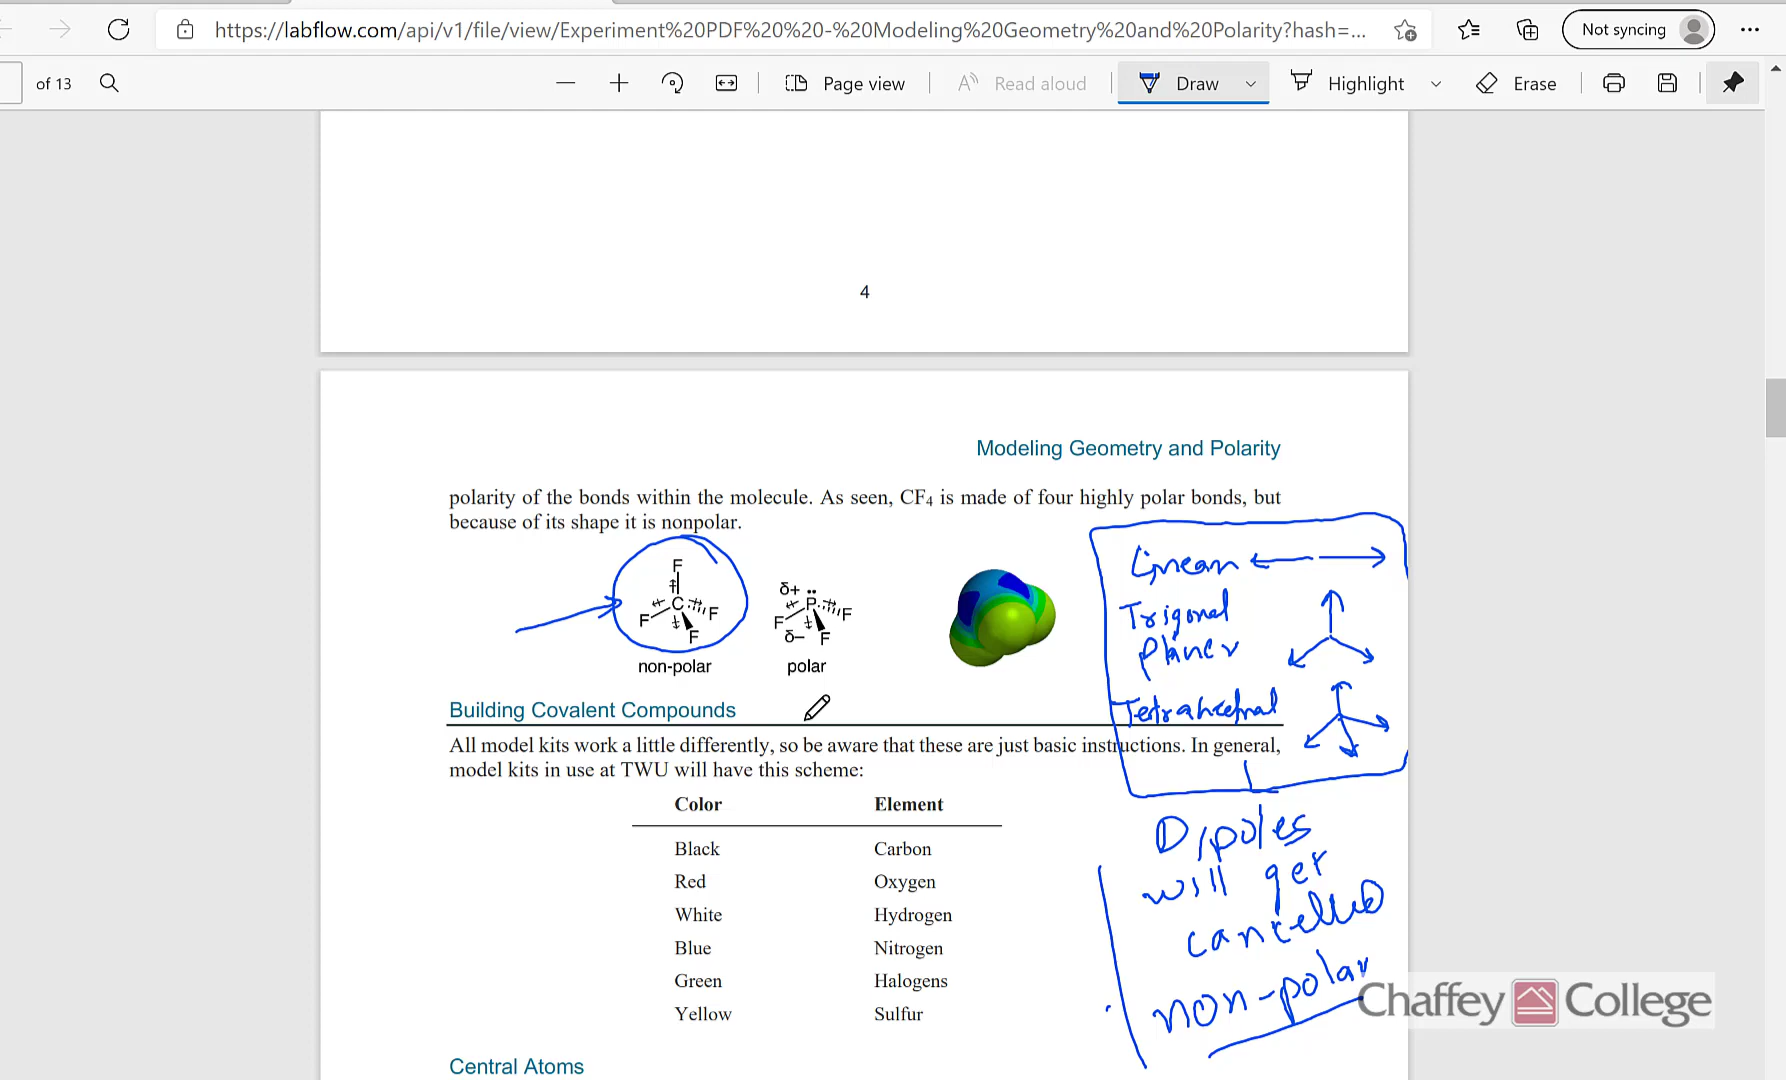 https://labflow.com/api/v1/file/view/Experiment%20PDF%20%20-%20Modeling%20Geometry%20and%20Polarity?hash=...
Not syncing
of 13
Page view
Read aloud
Draw
Highlight
Erase
4
Modeling Geometry and Polarity
polarity of the bonds within the molecule. As seen, CF4 is made of four highly polar bonds, but
because of its shape it is nonpolar.
F
C
F
F
F
non-polar
δ+
P
F
F
δ–
F
polar
Linear
Trigonal
Planer
Tetrahedral
Building Covalent Compounds
All model kits work a little differently, so be aware that these are just basic instructions. In general,
model kits in use at TWU will have this scheme:
Color Element
Black Carbon
Red Oxygen
White Hydrogen
Blue Nitrogen
Green Halogens
Yellow Sulfur
Dipoles
will get
cancelled
non-polar
Chaffey College
Central Atoms